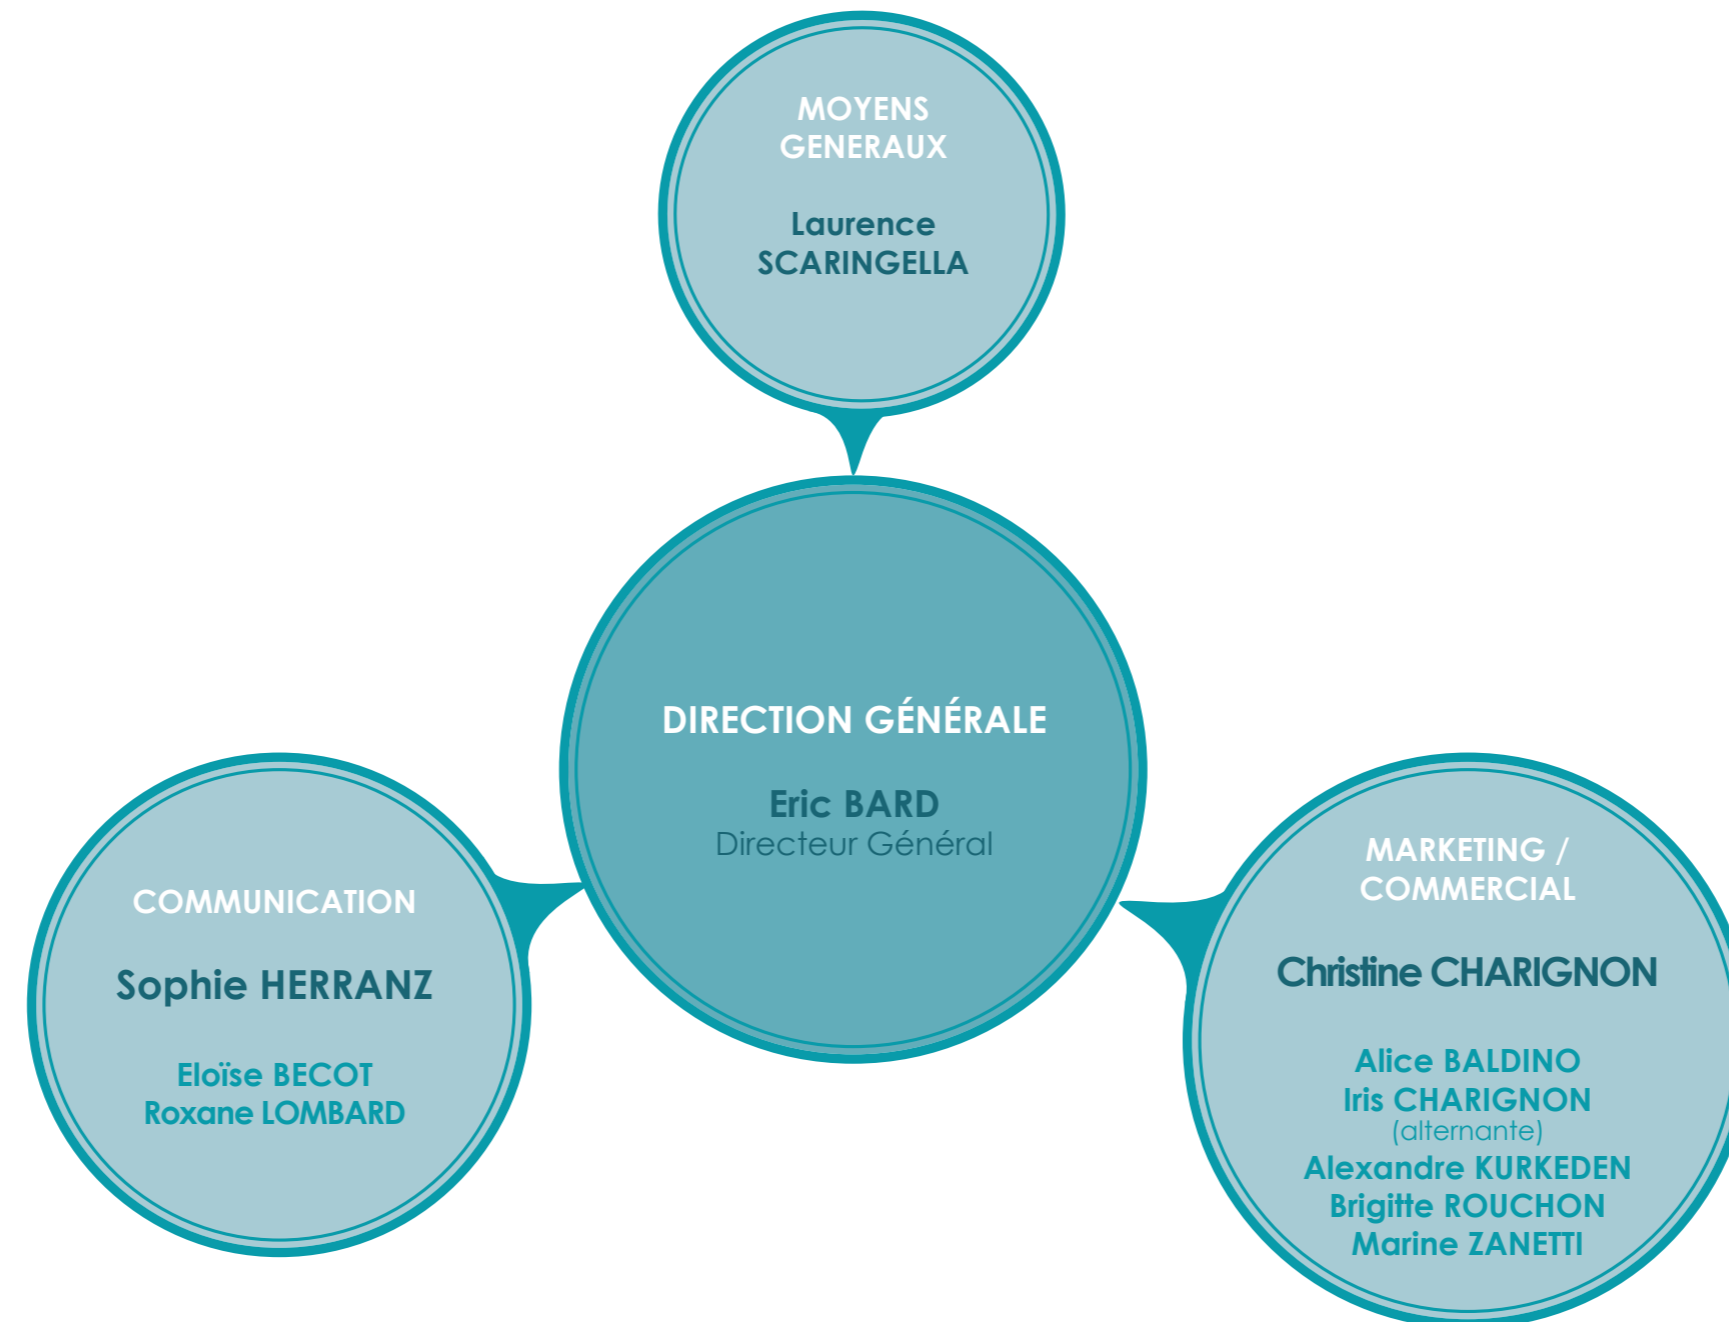 MOYENS
GENERAUX
Laurence
SCARINGELLA
DIRECTION GÉNÉRALE
Eric BARD
Directeur Général
COMMUNICATION
Sophie HERRANZ
Eloïse BECOT
Roxane LOMBARD
MARKETING /
COMMERCIAL
Christine CHARIGNON
Alice BALDINO
Iris CHARIGNON
(alternante)
Alexandre KURKEDEN
Brigitte ROUCHON
Marine ZANETTI